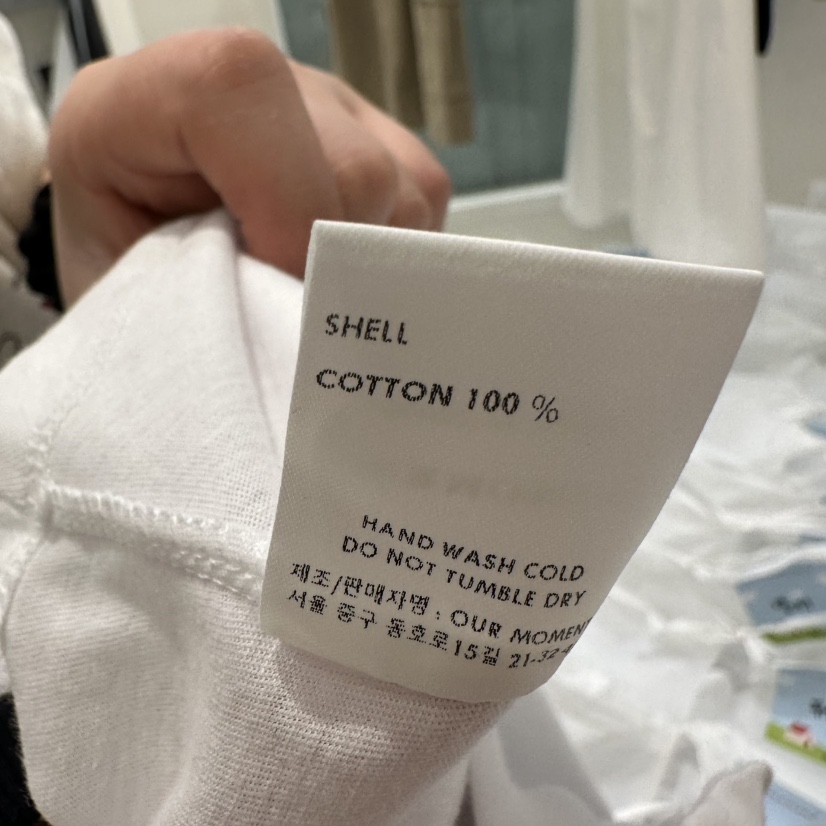 SHELL
COTTON 100 %
HAND WASH COLD
DO NOT TUMBLE DRY
제조/판매자명 : OUR MOMENT
서울 중구 동호로15길 21-32